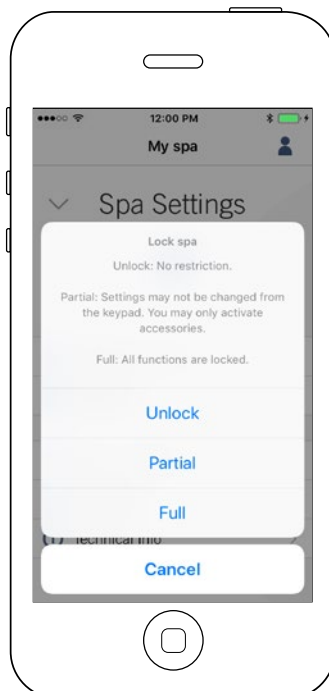 12:00 PM
My spa
Spa Settings
Lock spa
Unlock: No restriction.
Partial: Settings may not be changed from
the keypad. You may only activate
accessories.
Full: All functions are locked.
Unlock
Partial
Full
Technical Info
Cancel